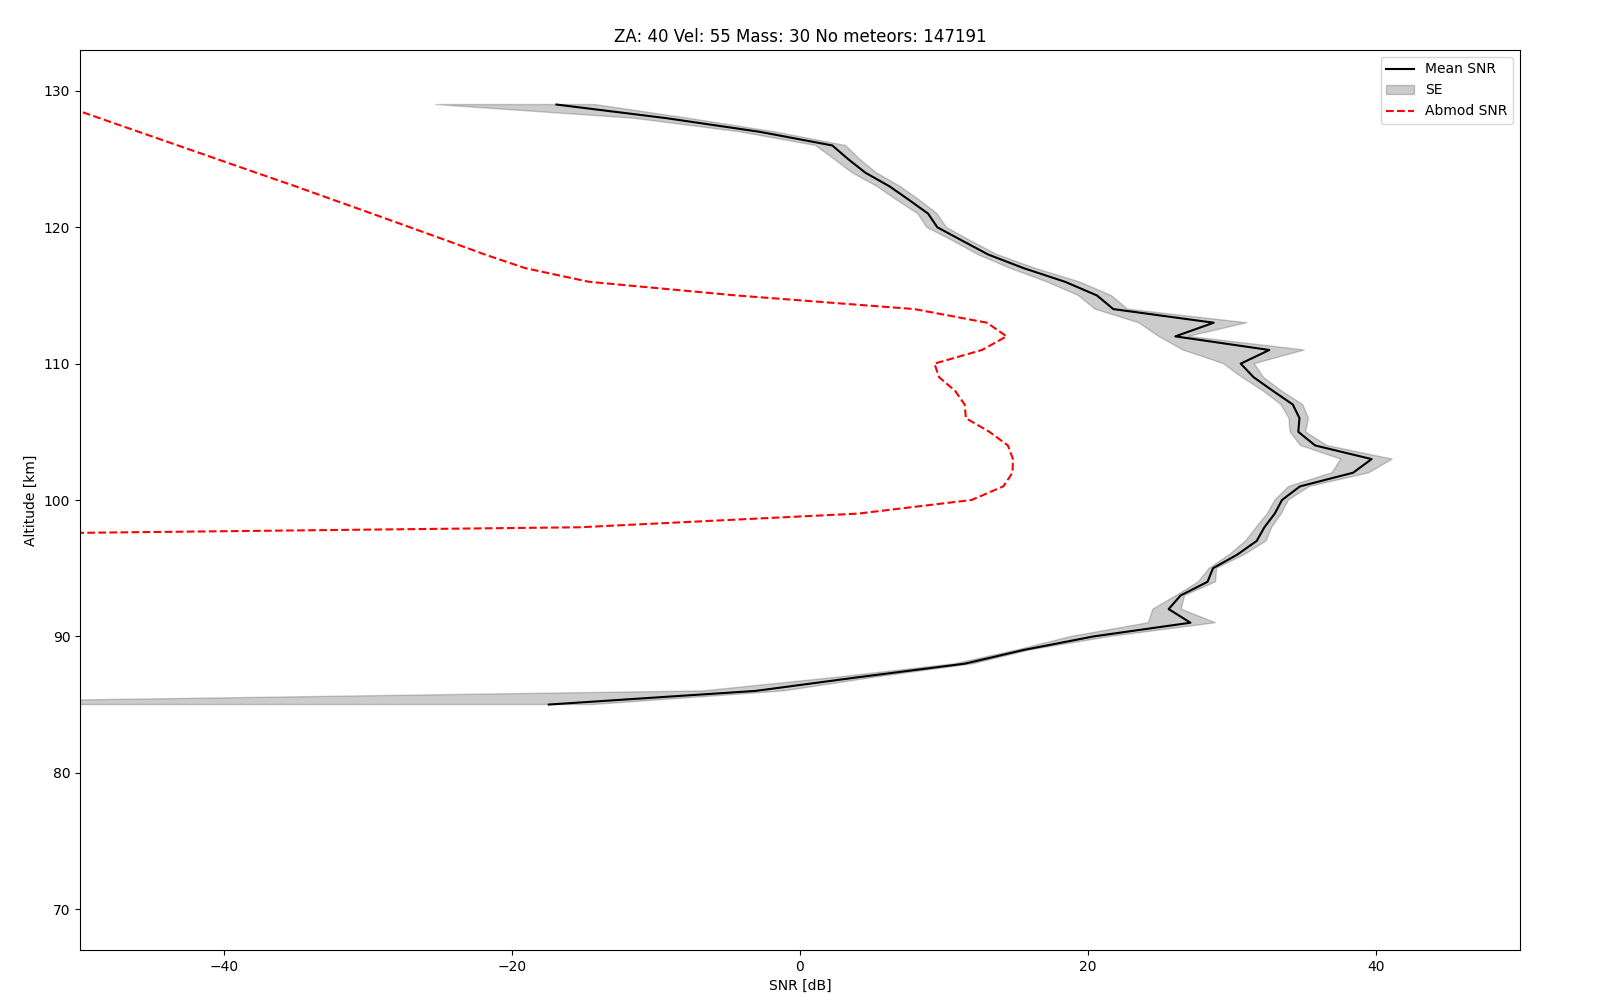 ZA: 40 Vel: 55 Mass: 30 No meteors: 147191
Mean SNR
SE
Abmod SNR
130
120
110
100
90
80
70
Altitude [km]
−40
−20
0
20
40
SNR [dB]